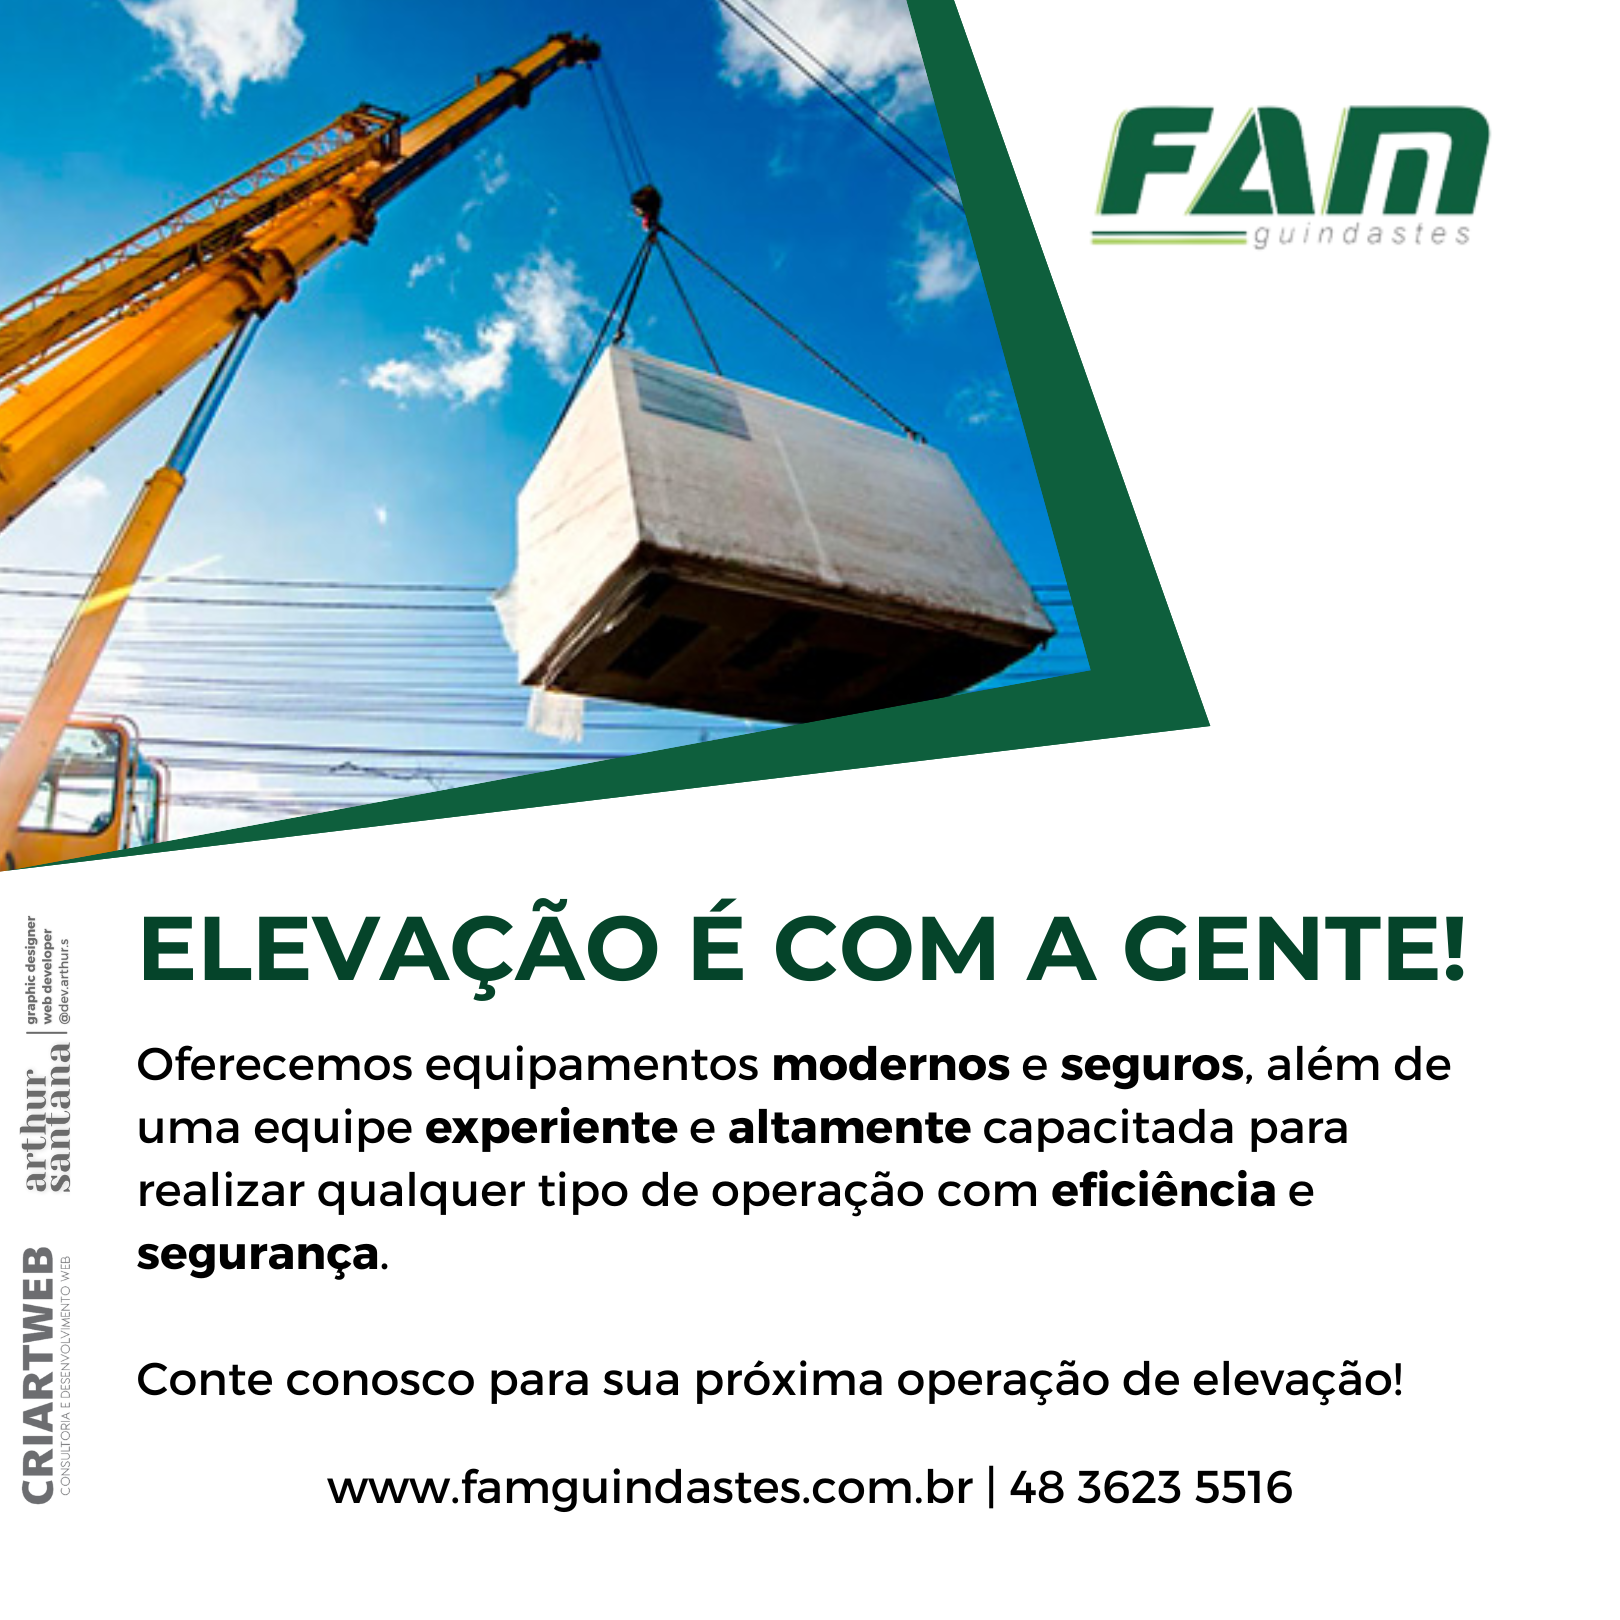 FAM
guindastes
ELEVAÇÃO É COM A GENTE!
Oferecemos equipamentos modernos e seguros, além de
uma equipe experiente e altamente capacitada para
realizar qualquer tipo de operação com eficiência e
segurança.
Conte conosco para sua próxima operação de elevação!
www.famguindastes.com.br | 48 3623 5516
CRIARTWEB
CONSULTORIA E DESENVOLVIMENTO WEB
arthur
santana
graphic designer
web developer
@dev.arthur.s